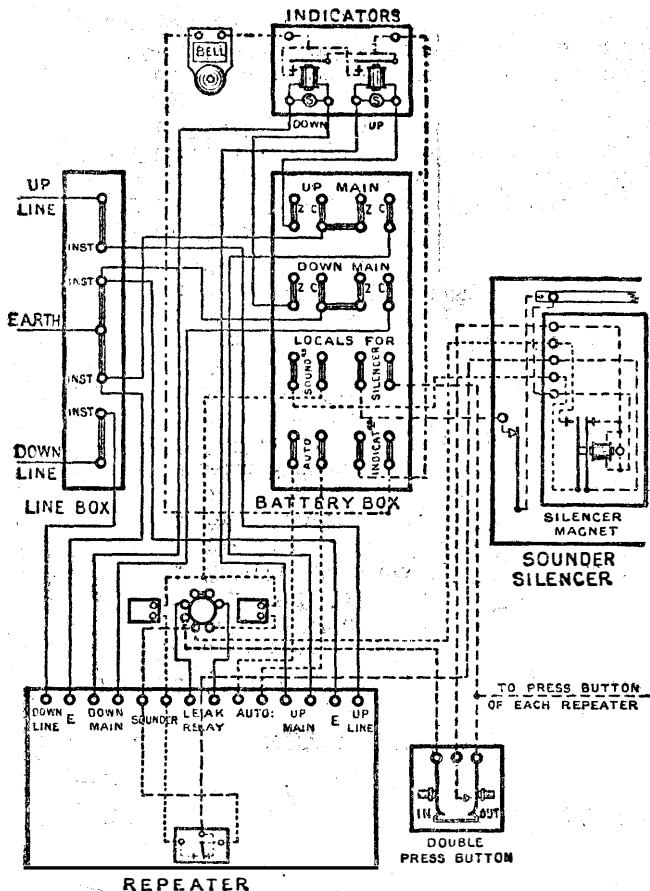 INDICATORS
BELL
S S
DOWN UP
UP
LINE
INST
INST
EARTH
INST
INST
DOWN
LINE
LINE BOX
UP MAIN
Z C Z C
DOWN MAIN
Z C Z C
LOCALS FOR
SOUNDRS
SILENCER
AUTO
INDICATRS
BATTERY BOX
SILENCER
MAGNET
SOUNDER
SILENCER
TO PRESS BUTTON
OF EACH REPEATER
DOWN LINE
E
DOWN MAIN
SOUNDER
LEAK RELAY
AUTO:
UP MAIN
E
UP LINE
IN OUT
DOUBLE
PRESS BUTTON
REPEATER